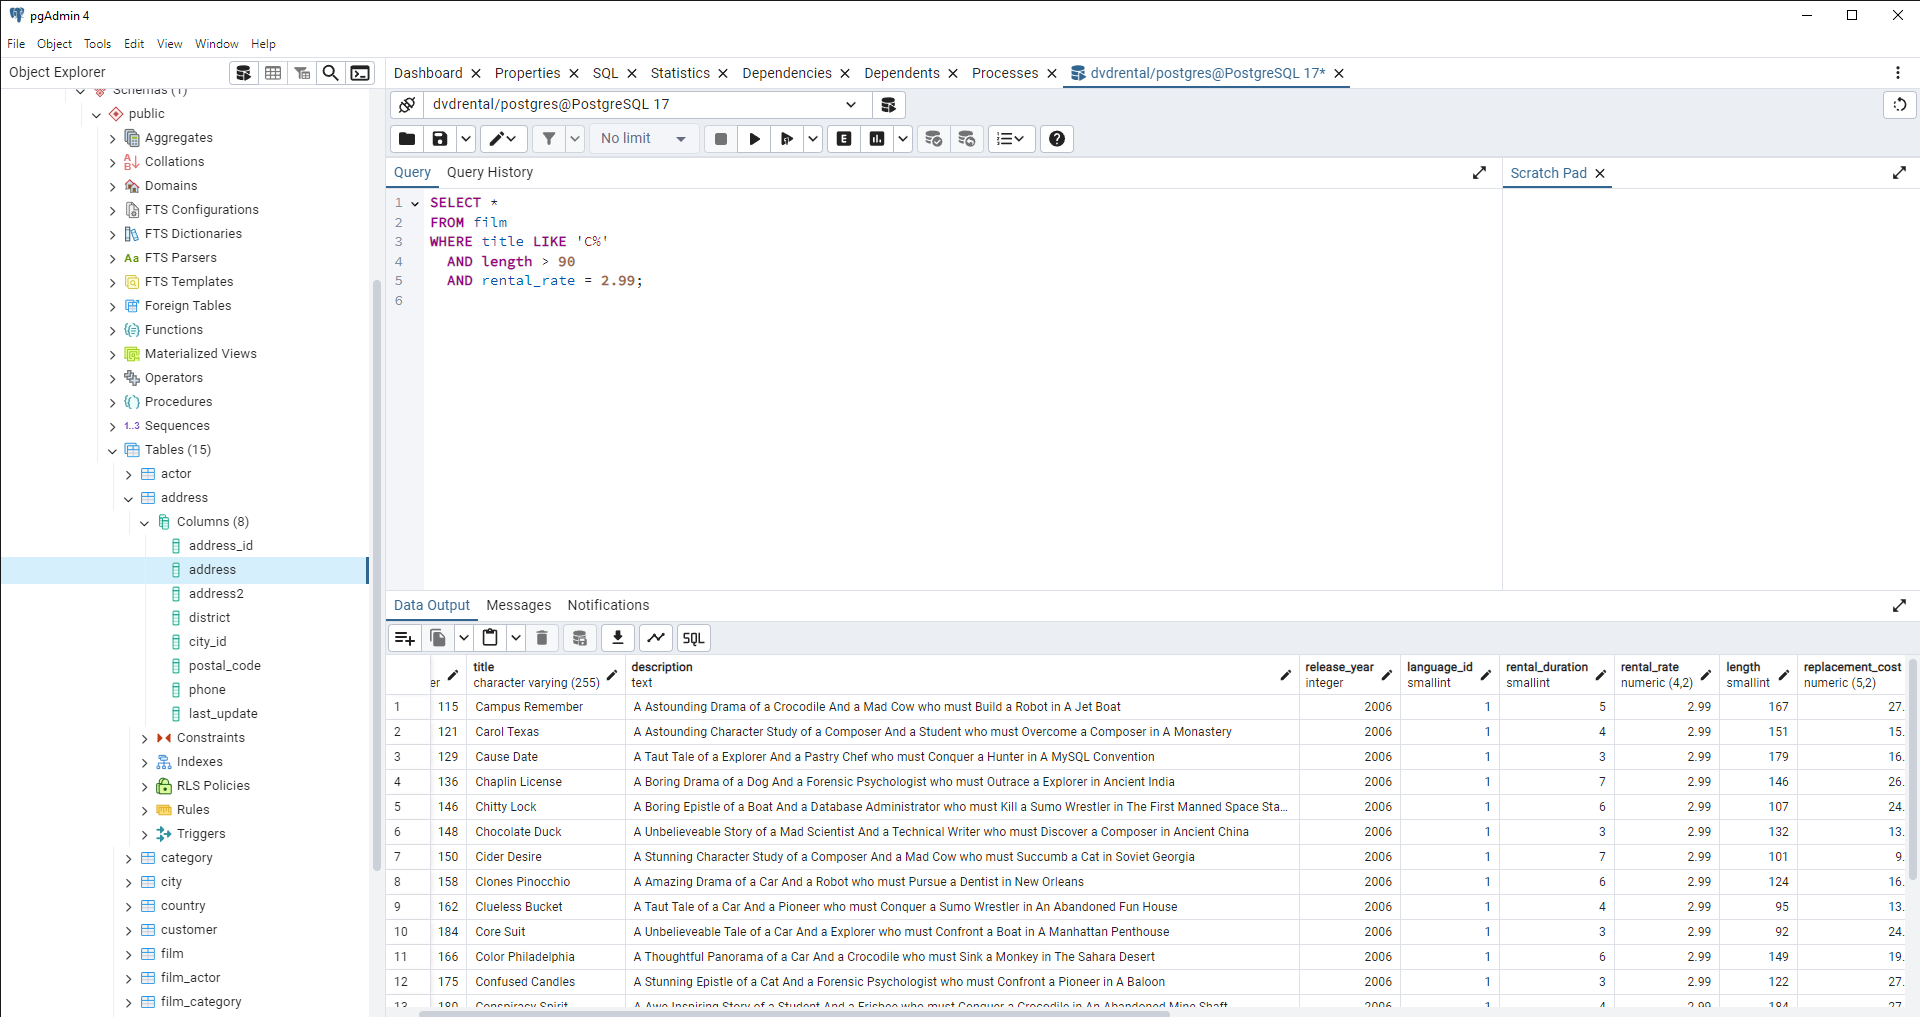 pgAdmin 4
File Object Tools Edit View Window Help
Object Explorer
Dashboard Properties SQL Statistics Dependencies Dependents Processes dvdrental/postgres@PostgreSQL 17*
Schemas (1)
public
Aggregates
Collations
Domains
FTS Configurations
FTS Dictionaries
Aa FTS Parsers
FTS Templates
Foreign Tables
Functions
Materialized Views
Operators
Procedures
1..3 Sequences
Tables (15)
actor
address
Columns (8)
address_id
address
address2
district
city_id
postal_code
phone
last_update
Constraints
Indexes
RLS Policies
Rules
Triggers
category
city
country
customer
film
film_actor
film_category
dvdrental/postgres@PostgreSQL 17
No limit E
Query Query History
Scratch Pad
1 SELECT *
2 FROM film
3 WHERE title LIKE 'C%'
4 AND length > 90
5 AND rental_rate = 2.99;
6
Data Output Messages Notifications
SQL
er title description release_year language_id rental_duration rental_rate length replacement_cost
character varying (255) text integer smallint smallint numeric (4,2) smallint numeric (5,2)
1 115 Campus Remember A Astounding Drama of a Crocodile And a Mad Cow who must Build a Robot in A Jet Boat 2006 1 5 2.99 167 27.
2 121 Carol Texas A Astounding Character Study of a Composer And a Student who must Overcome a Composer in A Monastery 2006 1 4 2.99 151 15.
3 129 Cause Date A Taut Tale of a Explorer And a Pastry Chef who must Conquer a Hunter in A MySQL Convention 2006 1 3 2.99 179 16.
4 136 Chaplin License A Boring Drama of a Dog And a Forensic Psychologist who must Outrace a Explorer in Ancient India 2006 1 7 2.99 146 26.
5 146 Chitty Lock A Boring Epistle of a Boat And a Database Administrator who must Kill a Sumo Wrestler in The First Manned Space Sta... 2006 1 6 2.99 107 24.
6 148 Chocolate Duck A Unbelieveable Story of a Mad Scientist And a Technical Writer who must Discover a Composer in Ancient China 2006 1 3 2.99 132 13.
7 150 Cider Desire A Stunning Character Study of a Composer And a Mad Cow who must Succumb a Cat in Soviet Georgia 2006 1 7 2.99 101 9.
8 158 Clones Pinocchio A Amazing Drama of a Car And a Robot who must Pursue a Dentist in New Orleans 2006 1 6 2.99 124 16.
9 162 Clueless Bucket A Taut Tale of a Car And a Pioneer who must Conquer a Sumo Wrestler in An Abandoned Fun House 2006 1 4 2.99 95 13.
10 184 Core Suit A Unbelieveable Tale of a Car And a Explorer who must Confront a Boat in A Manhattan Penthouse 2006 1 3 2.99 92 24.
11 166 Color Philadelphia A Thoughtful Panorama of a Car And a Crocodile who must Sink a Monkey in The Sahara Desert 2006 1 6 2.99 149 19.
12 175 Confused Candles A Stunning Epistle of a Cat And a Forensic Psychologist who must Confront a Pioneer in A Baloon 2006 1 3 2.99 122 27.
13 180 Conspiracy Spirit A Awe-Inspiring Story of a Student And a Frisbee who must Conquer a Crocodile in An Abandoned Mine Shaft 2006 1 4 2.99 184 27.